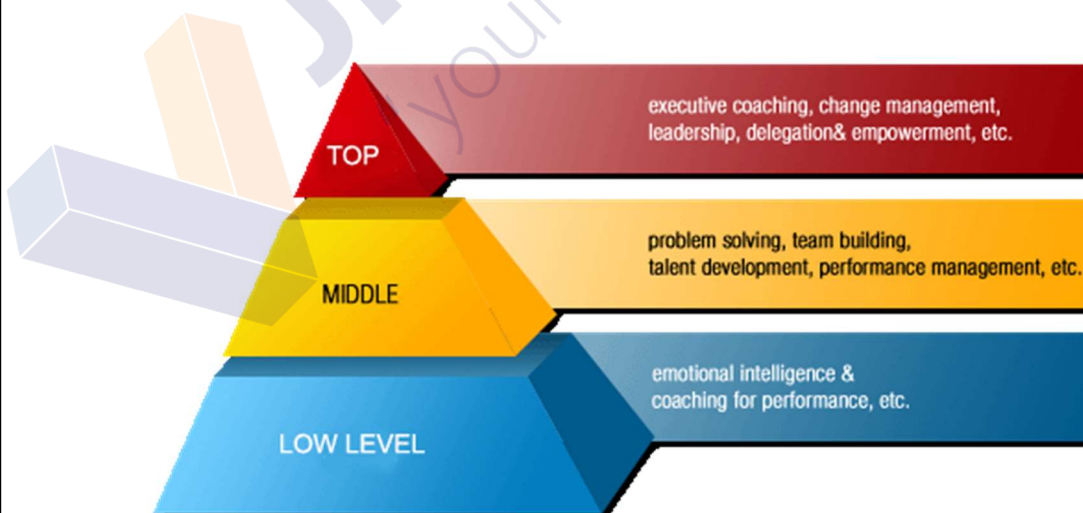 TOP
executive coaching, change management,
leadership, delegation& empowerment, etc.
MIDDLE
problem solving, team building,
talent development, performance management, etc.
LOW LEVEL
emotional intelligence &
coaching for performance, etc.
your